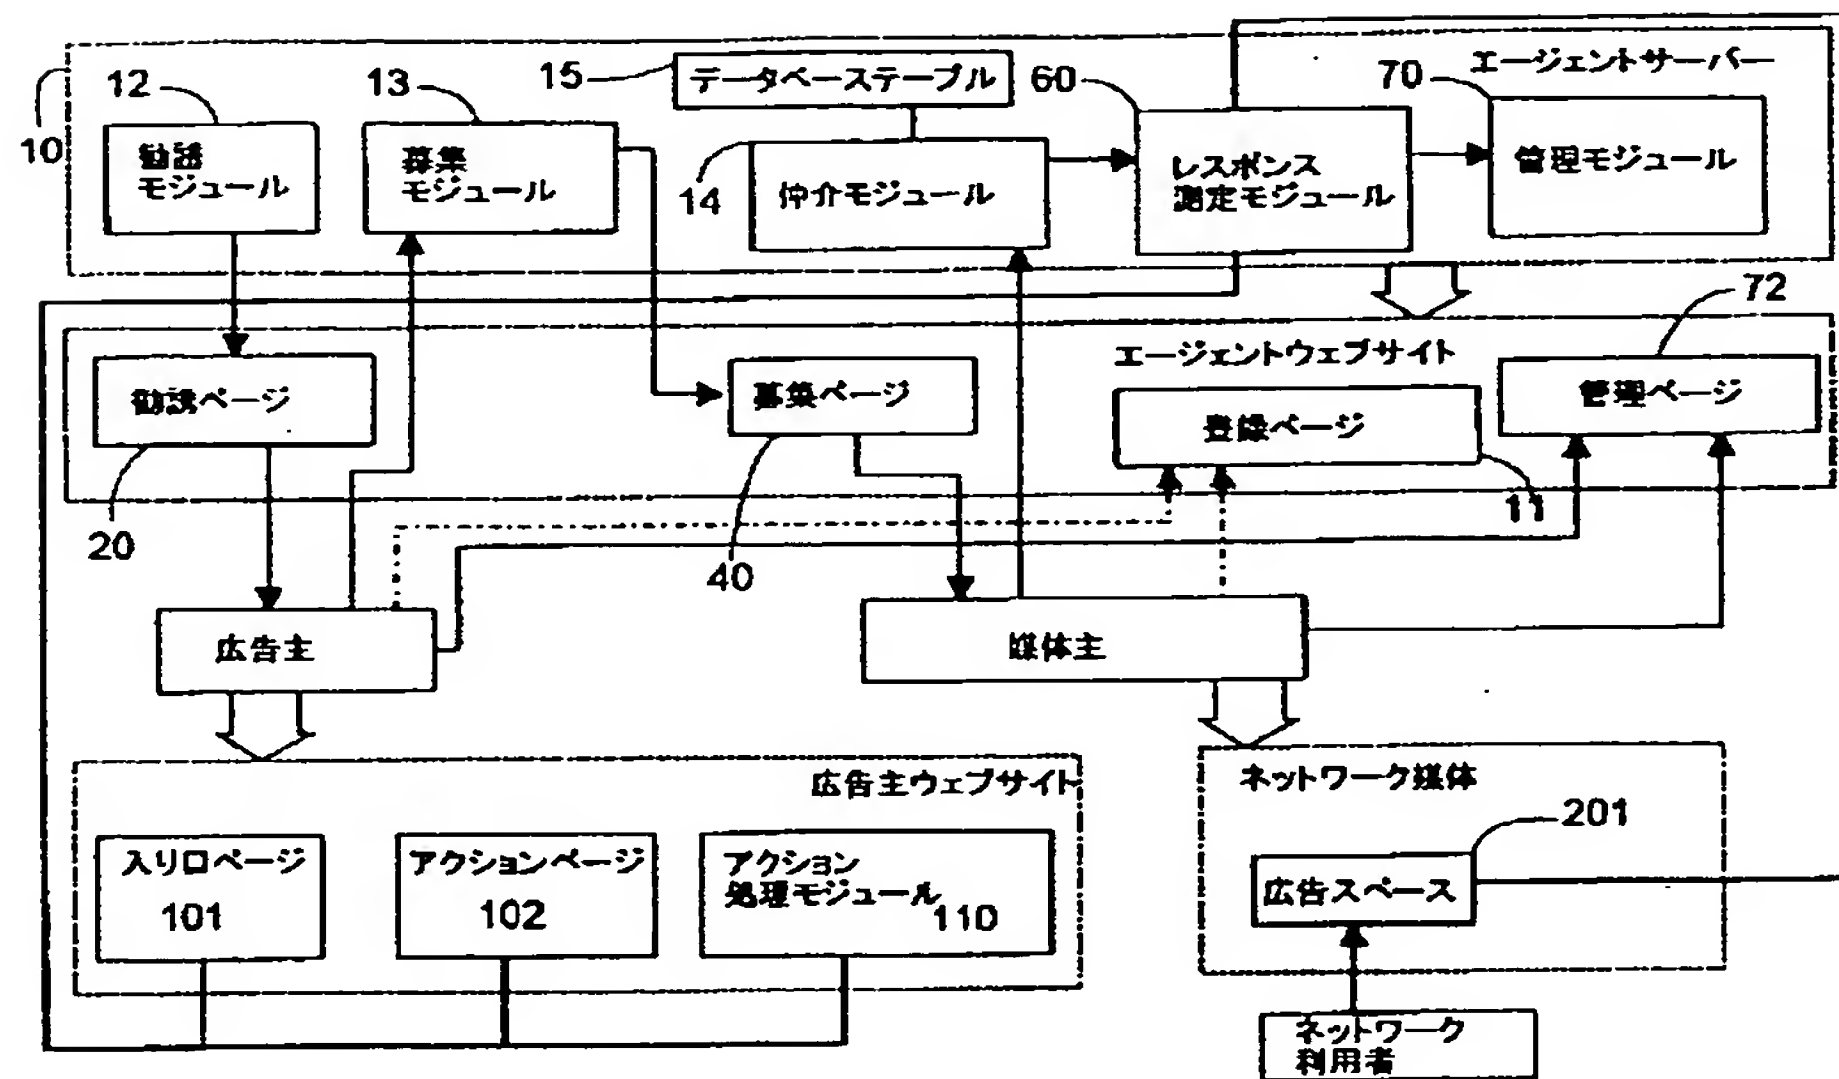 10
12
勧誘
モジュール
13
募集
モジュール
15
データベーステーブル
14
仲介モジュール
60
レスポンス
測定モジュール
エージェントサーバー
70
管理モジュール
72
エージェントウェブサイト
勧誘ページ
20
募集ページ
40
登録ページ
11
管理ページ
広告主
媒体主
広告主ウェブサイト
入り口ページ
101
アクションページ
102
アクション
処理モジュール
110
ネットワーク媒体
201
広告スペース
ネットワーク
利用者